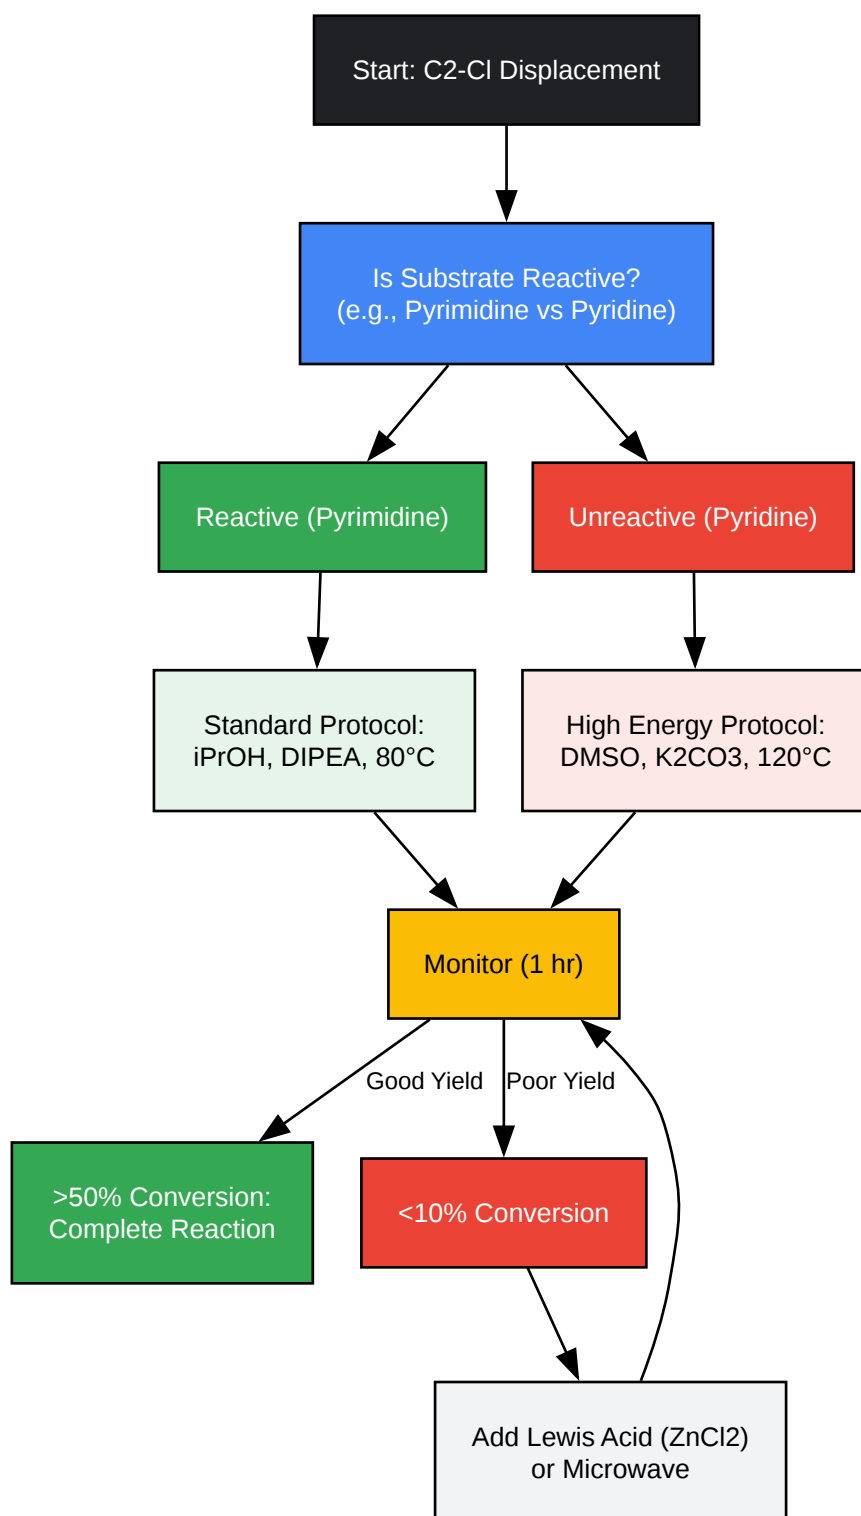 Start: C2-Cl Displacement
Is Substrate Reactive?
(e.g., Pyrimidine vs Pyridine)
Reactive (Pyrimidine)
Unreactive (Pyridine)
Standard Protocol:
iPrOH, DIPEA, 80°C
High Energy Protocol:
DMSO, K2CO3, 120°C
Monitor (1 hr)
Good Yield
Poor Yield
>50% Conversion:
Complete Reaction
<10% Conversion
Add Lewis Acid (ZnCl2)
or Microwave